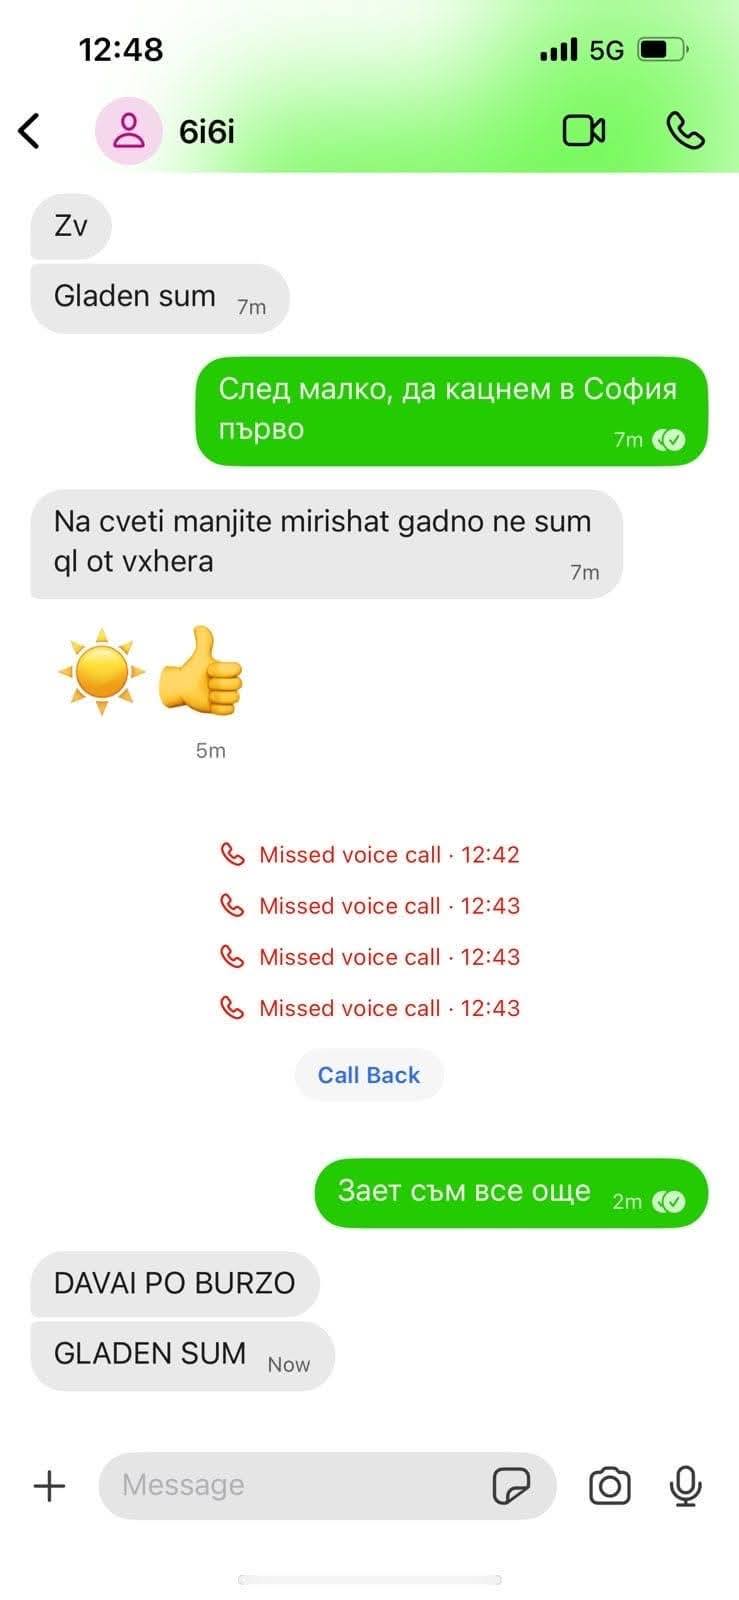 12:48
5G
6i6i
Zv
Gladen sum 7m
След малко, да кацнем в София
първо
7m
Na cveti manjite mirishat gadno ne sum
ql ot vxhera
7m
☀️👍
5m
Missed voice call · 12:42
Missed voice call · 12:43
Missed voice call · 12:43
Missed voice call · 12:43
Call Back
Зает съм все още 2m
DAVAI PO BURZO
GLADEN SUM Now
Message